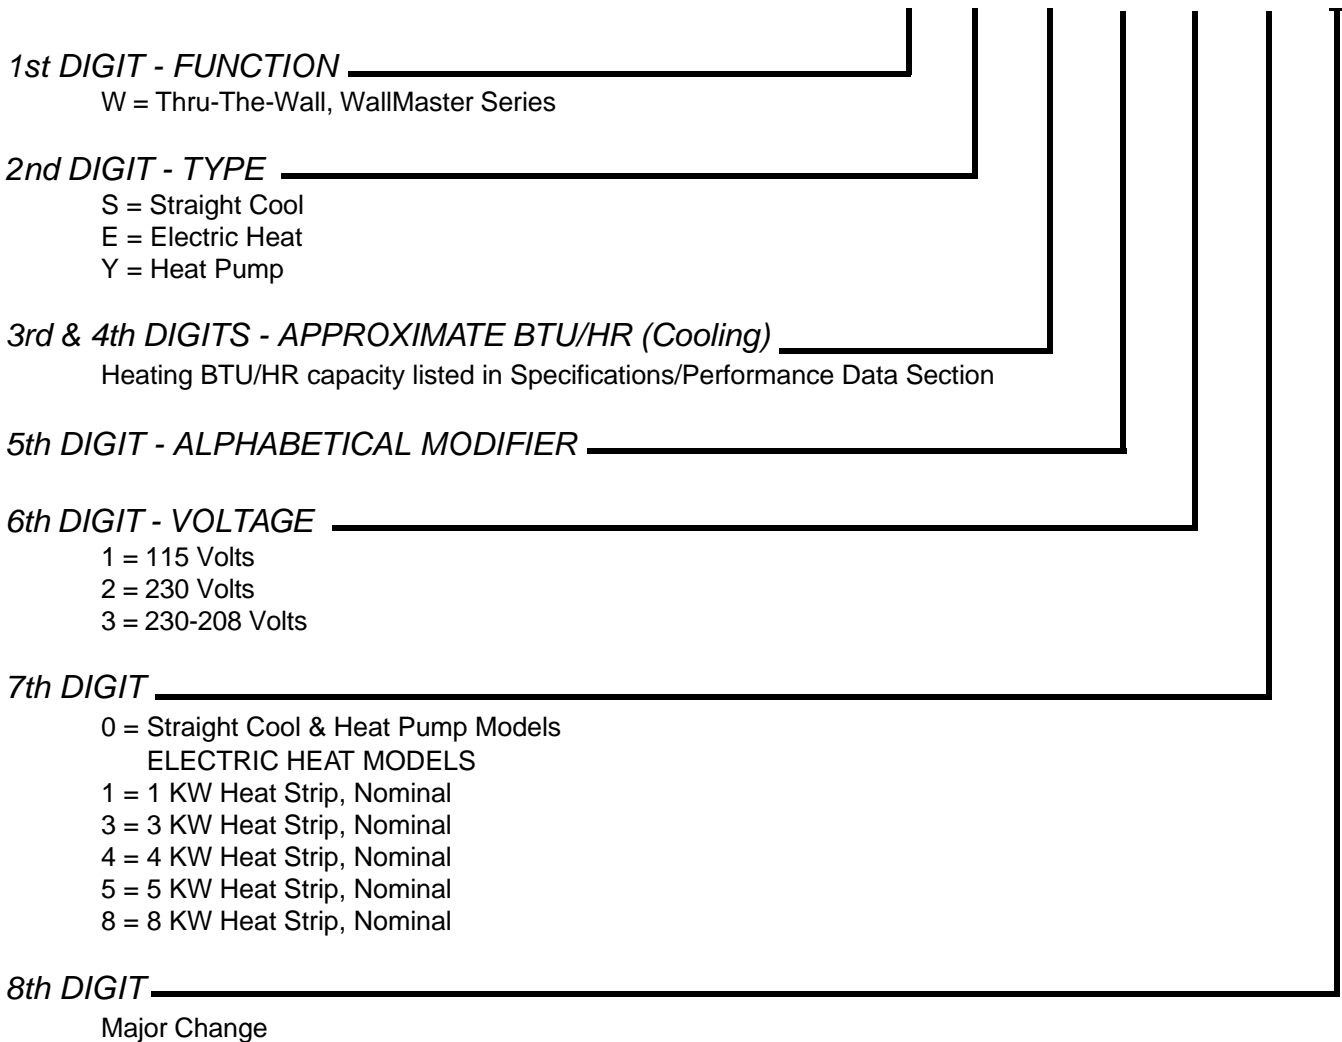 1st DIGIT - FUNCTION
W = Thru-The-Wall, WallMaster Series
2nd DIGIT - TYPE
S = Straight Cool
E = Electric Heat
Y = Heat Pump
3rd & 4th DIGITS - APPROXIMATE BTU/HR (Cooling)
Heating BTU/HR capacity listed in Specifications/Performance Data Section
5th DIGIT - ALPHABETICAL MODIFIER
6th DIGIT - VOLTAGE
1 = 115 Volts
2 = 230 Volts
3 = 230-208 Volts
7th DIGIT
0 = Straight Cool & Heat Pump Models
ELECTRIC HEAT MODELS
1 = 1 KW Heat Strip, Nominal
3 = 3 KW Heat Strip, Nominal
4 = 4 KW Heat Strip, Nominal
5 = 5 KW Heat Strip, Nominal
8 = 8 KW Heat Strip, Nominal
8th DIGIT
Major Change